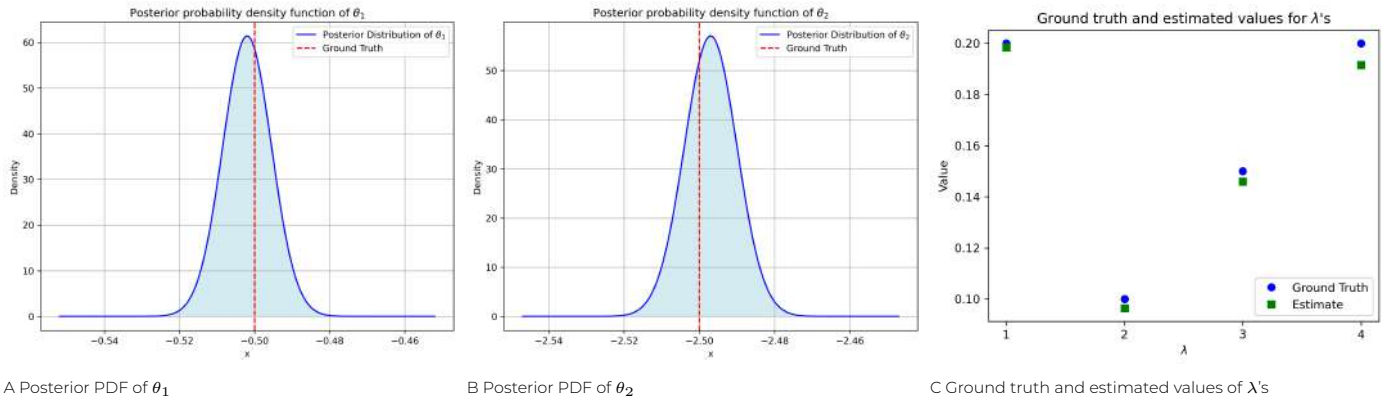 Posterior probability density function of θ₁
Posterior Distribution of θ₁
Ground Truth
Density
60
50
40
30
20
10
0
−0.54
−0.52
−0.50
−0.48
−0.46
x
A Posterior PDF of θ₁
Posterior probability density function of θ₂
Posterior Distribution of θ₂
Ground Truth
Density
50
40
30
20
10
0
−2.54
−2.52
−2.50
−2.48
−2.46
x
B Posterior PDF of θ₂
Ground truth and estimated values for λ's
Value
0.20
0.18
0.16
0.14
0.12
0.10
Ground Truth
Estimate
1
2
3
4
λ
C Ground truth and estimated values of λ's